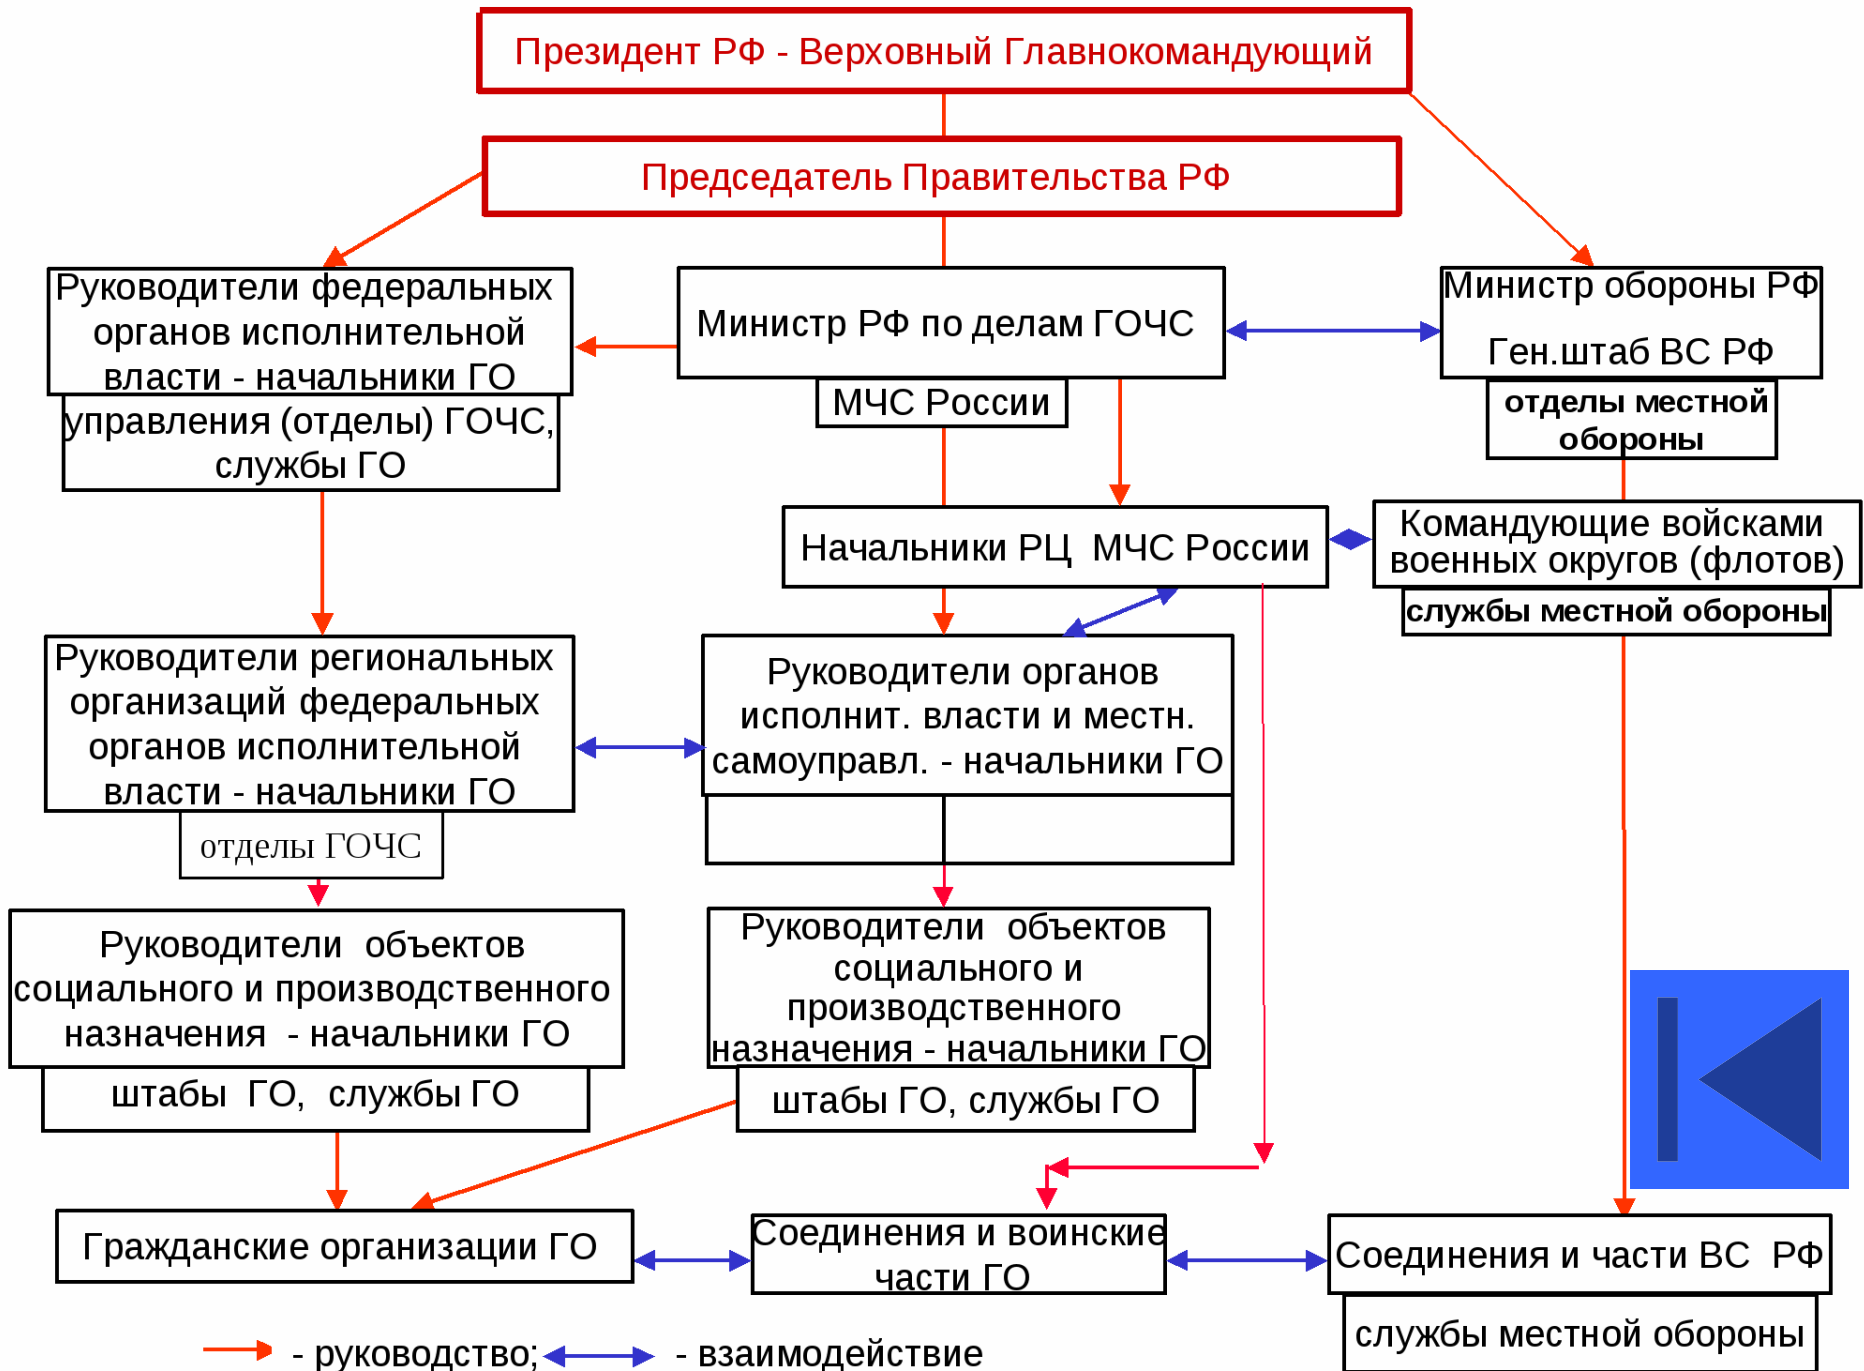 Президент РФ - Верховный Главнокомандующий
Председатель Правительства РФ
Руководители федеральных
органов исполнительной
власти - начальники ГО
управления (отделы) ГОЧС,
службы ГО
Министр РФ по делам ГОЧС
МЧС России
Министр обороны РФ
Ген.штаб ВС РФ
отделы местной
обороны
Начальники РЦ МЧС России
Командующие войсками
военных округов (флотов)
службы местной обороны
Руководители региональных
организаций федеральных
органов исполнительной
власти - начальники ГО
отделы ГОЧС
Руководители органов
исполнит. власти и местн.
самоуправл. - начальники ГО
Руководители объектов
социального и производственного
назначения - начальники ГО
штабы ГО, службы ГО
Руководители объектов
социального и
производственного
назначения - начальники ГО
штабы ГО, службы ГО
Гражданские организации ГО
Соединения и воинские
части ГО
Соединения и части ВС РФ
службы местной обороны
- руководство;
- взаимодействие